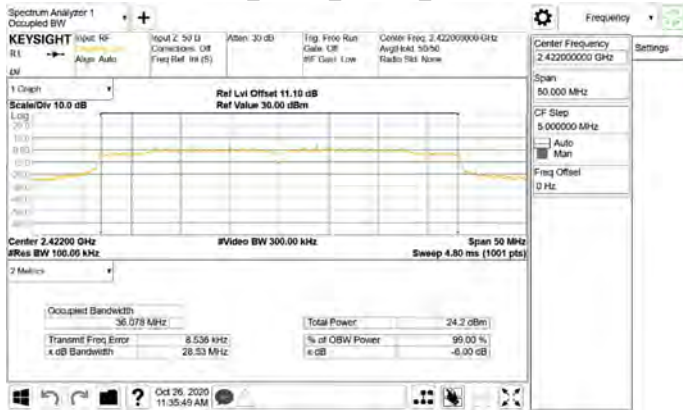 Spectrum Analyzer 1
Occupied BW
+
Frequency
KEYSIGHT
Input: RF
Input Z: 50 Ω
Atten: 30 dB
Trig: Free Run
Center Freq: 2.422000000 GHz
R L
Align: Auto
Corrections: Off
Freq Ref: Int (S)
Gate: Off
#IF Gain: Low
Avg|Hold: 50/50
Radio Std: None
Center Frequency
2.422000000 GHz
Settings
Span
50.000 MHz
CF Step
5.000000 MHz
Auto
Man
Freq Offset
0 Hz
1 Graph
Scale/Div 10.0 dB
Ref Lvl Offset 11.10 dB
Ref Value 30.00 dBm
Log
20.0
10.0
0.00
Center 2.42200 GHz
#Res BW 100.00 kHz
#Video BW 300.00 kHz
Span 50 MHz
Sweep 4.80 ms (1001 pts)
2 Metrics
Occupied Bandwidth
36.078 MHz
Total Power
24.2 dBm
Transmit Freq Error
8.536 kHz
% of OBW Power
99.00 %
x dB Bandwidth
28.53 MHz
x dB
-6.00 dB
?
Oct 26, 2020
11:35:49 AM